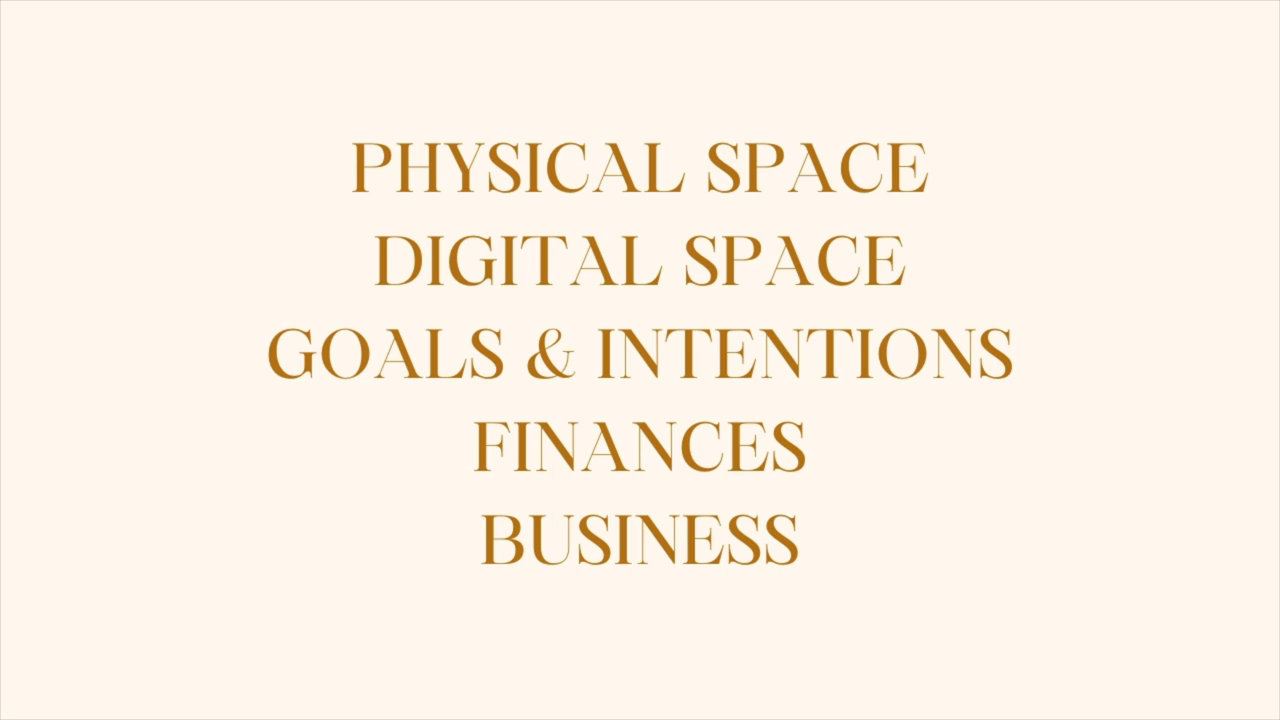 PHYSICAL SPACE
DIGITAL SPACE
GOALS & INTENTIONS
FINANCES
BUSINESS